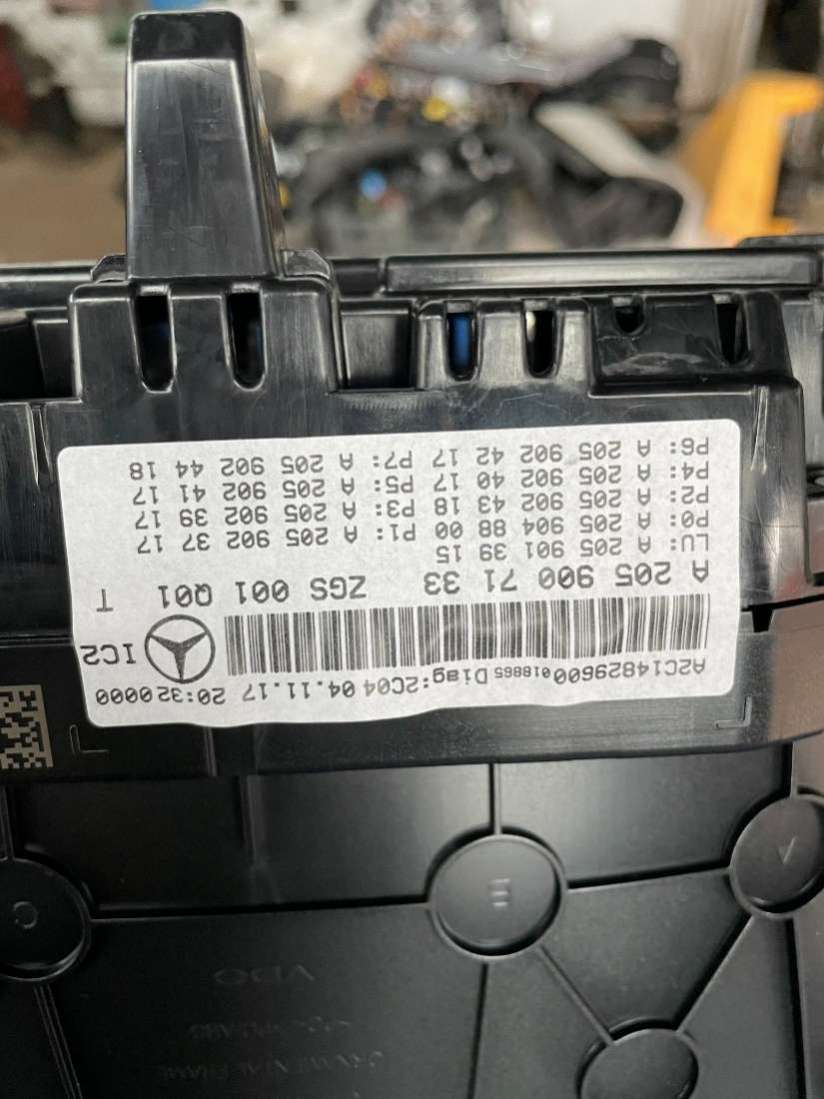 VDO
A
C
A2C14829600018865 Diag:2C04 04.11.17 20:32 0000
IC2
A 205 900 71 33 ZGS 001 Q01 T
LU: A 205 901 39 15
P0: A 205 904 88 00 P1: A 205 902 37 17
P2: A 205 902 43 18 P3: A 205 902 39 17
P4: A 205 902 40 17 P5: A 205 902 41 17
P6: A 205 902 42 17 P7: A 205 902 44 18